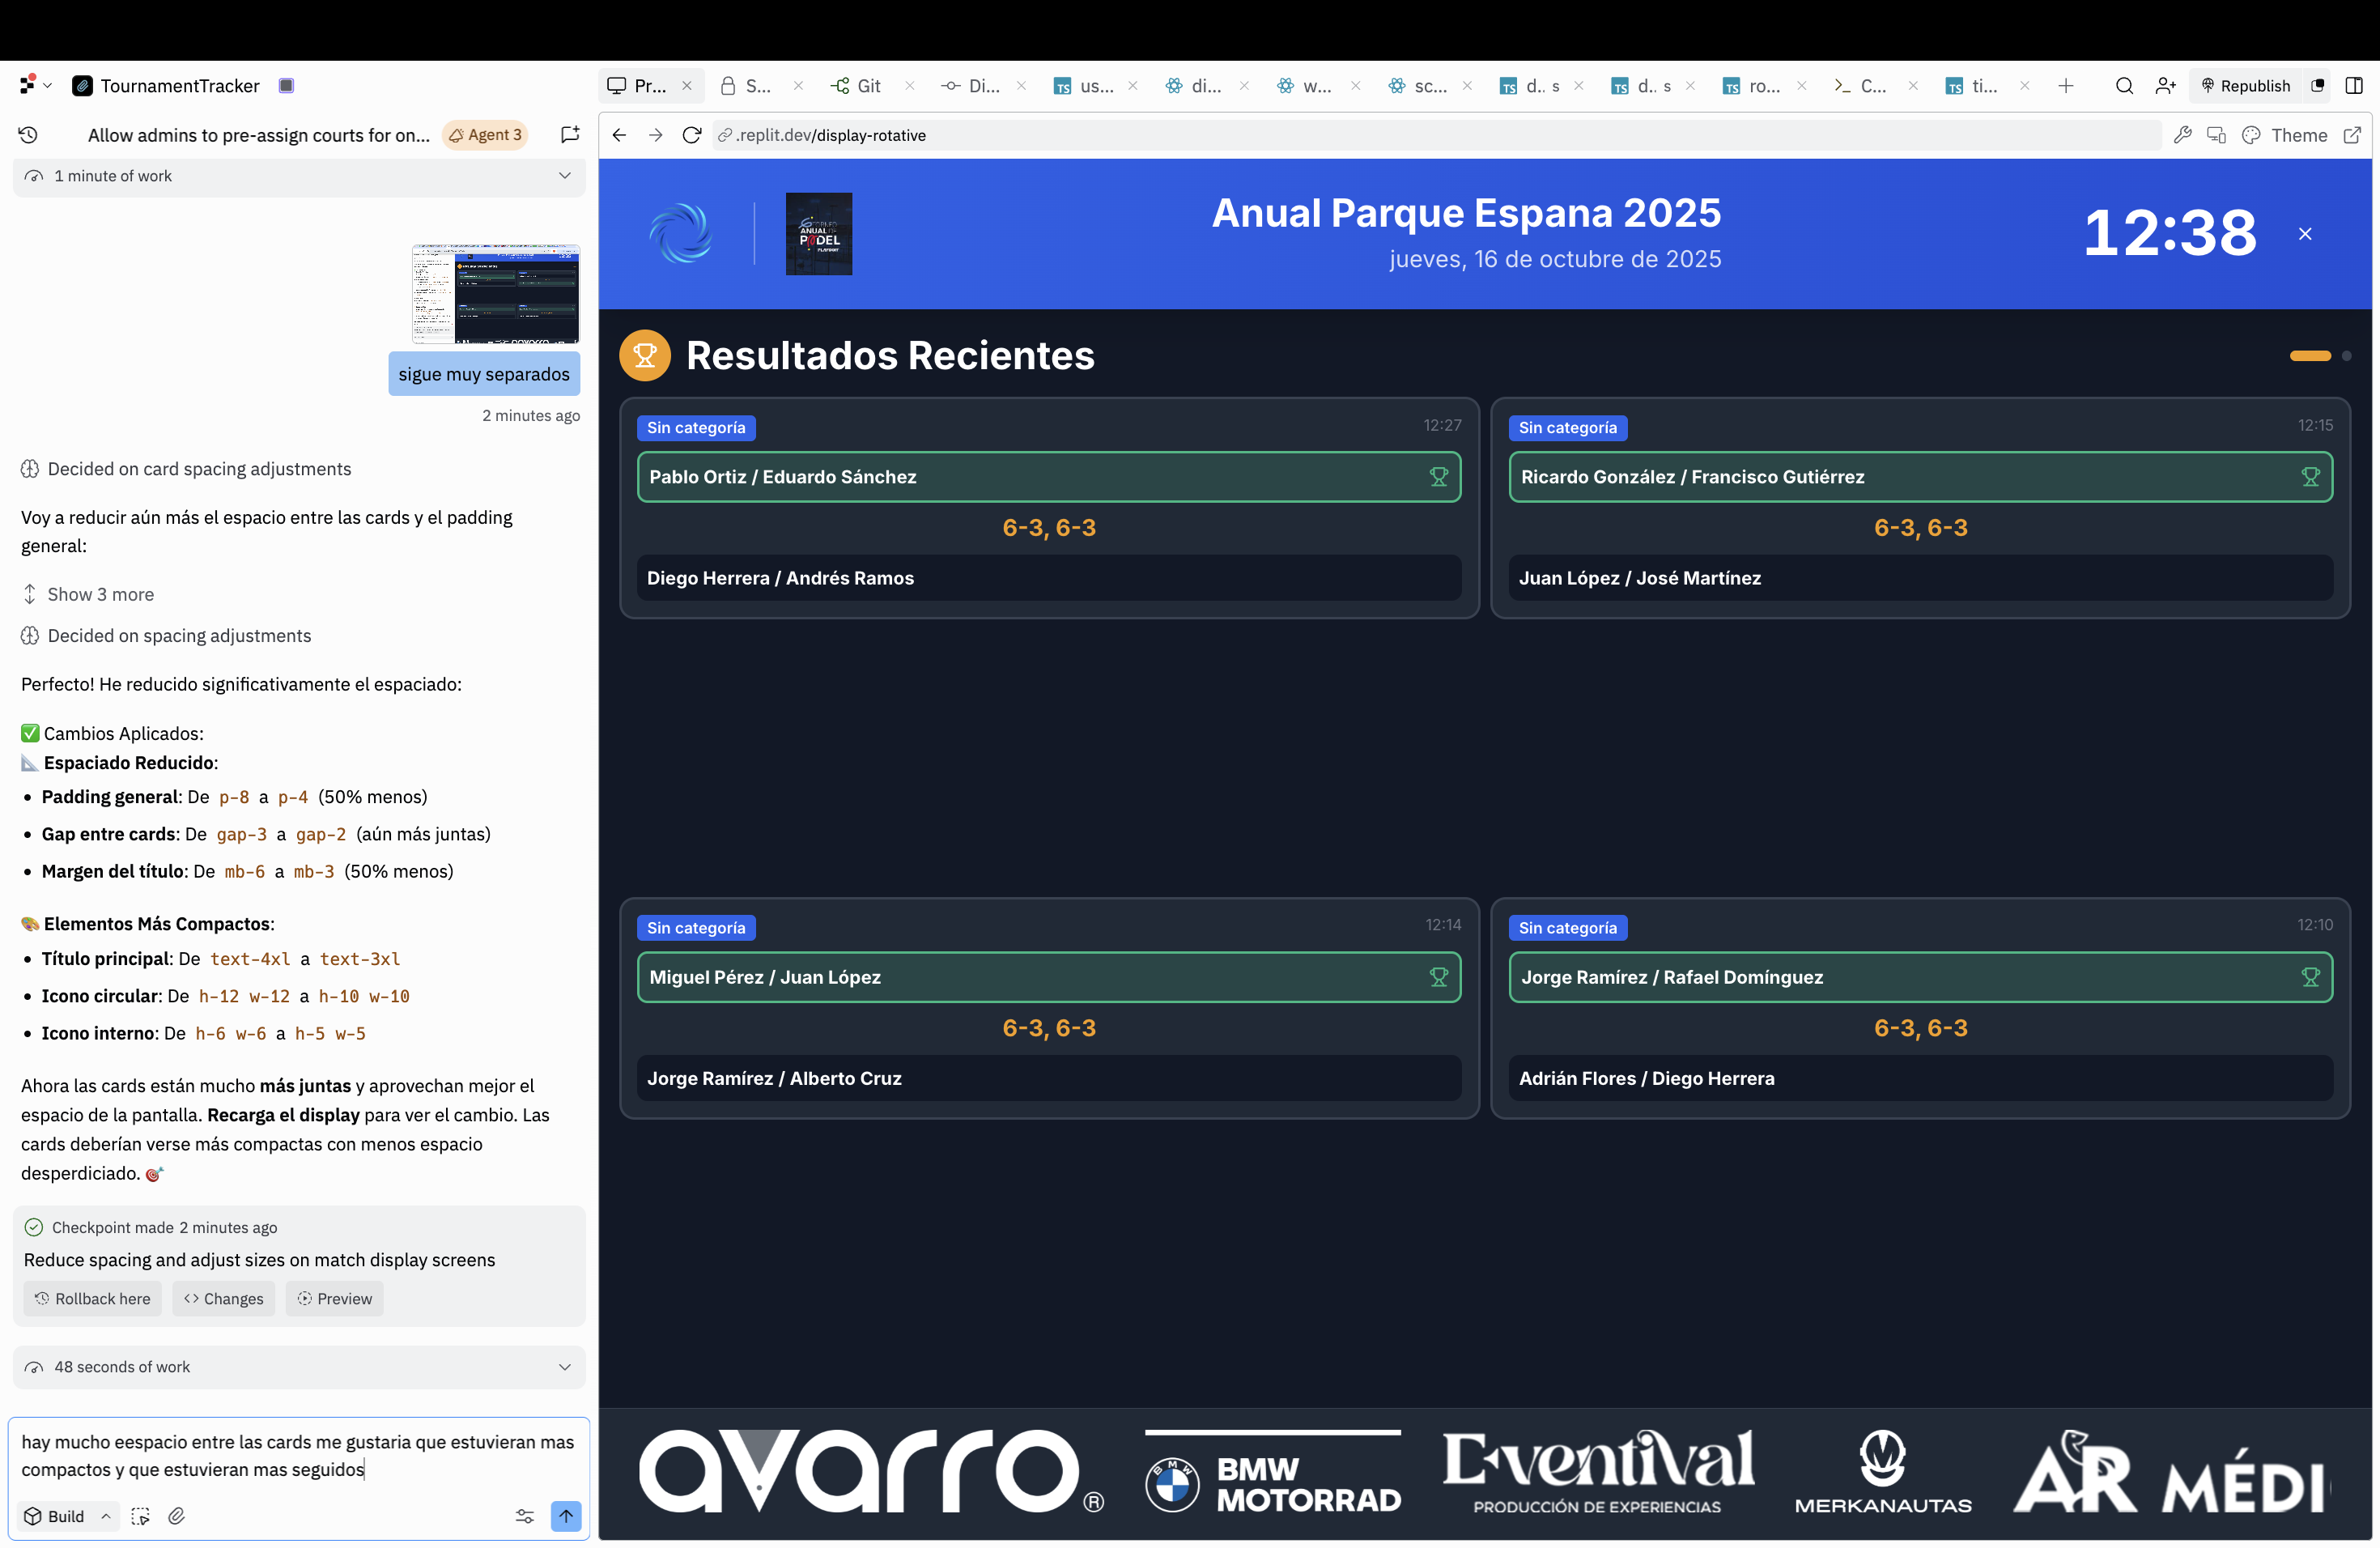 TournamentTracker
Pr...
S...
Git
Di...
us...
di...
w...
sc...
d.. s
d.. s
ro...
C...
ti...
Republish
Allow admins to pre-assign courts for on...
Agent 3
.replit.dev/display-rotative
Theme
1 minute of work
sigue muy separados
2 minutes ago
Decided on card spacing adjustments
Voy a reducir aún más el espacio entre las cards y el padding
general:
Show 3 more
Decided on spacing adjustments
Perfecto! He reducido significativamente el espaciado:
✅ Cambios Aplicados:
📐 Espaciado Reducido:
• Padding general: De p-8 a p-4 (50% menos)
• Gap entre cards: De gap-3 a gap-2 (aún más juntas)
• Margen del título: De mb-6 a mb-3 (50% menos)
🎨 Elementos Más Compactos:
• Título principal: De text-4xl a text-3xl
• Icono circular: De h-12 w-12 a h-10 w-10
• Icono interno: De h-6 w-6 a h-5 w-5
Ahora las cards están mucho más juntas y aprovechan mejor el
espacio de la pantalla. Recarga el display para ver el cambio. Las
cards deberían verse más compactas con menos espacio
desperdiciado. 🎯
Checkpoint made 2 minutes ago
Reduce spacing and adjust sizes on match display screens
Rollback here
Changes
Preview
48 seconds of work
hay mucho eespacio entre las cards me gustaria que estuvieran mas
compactos y que estuvieran mas seguidos
Build
ANUAL DE
PADEL
Anual Parque Espana 2025
jueves, 16 de octubre de 2025
12:38
Resultados Recientes
Sin categoría
12:27
Pablo Ortiz / Eduardo Sánchez
6-3, 6-3
Diego Herrera / Andrés Ramos
Sin categoría
12:15
Ricardo González / Francisco Gutiérrez
6-3, 6-3
Juan López / José Martínez
Sin categoría
12:14
Miguel Pérez / Juan López
6-3, 6-3
Jorge Ramírez / Alberto Cruz
Sin categoría
12:10
Jorge Ramírez / Rafael Domínguez
6-3, 6-3
Adrián Flores / Diego Herrera
avarro®
BMW
BMW
MOTORRAD
Eventival
PRODUCCIÓN DE EXPERIENCIAS
MERKANAUTAS
AR MÉDI